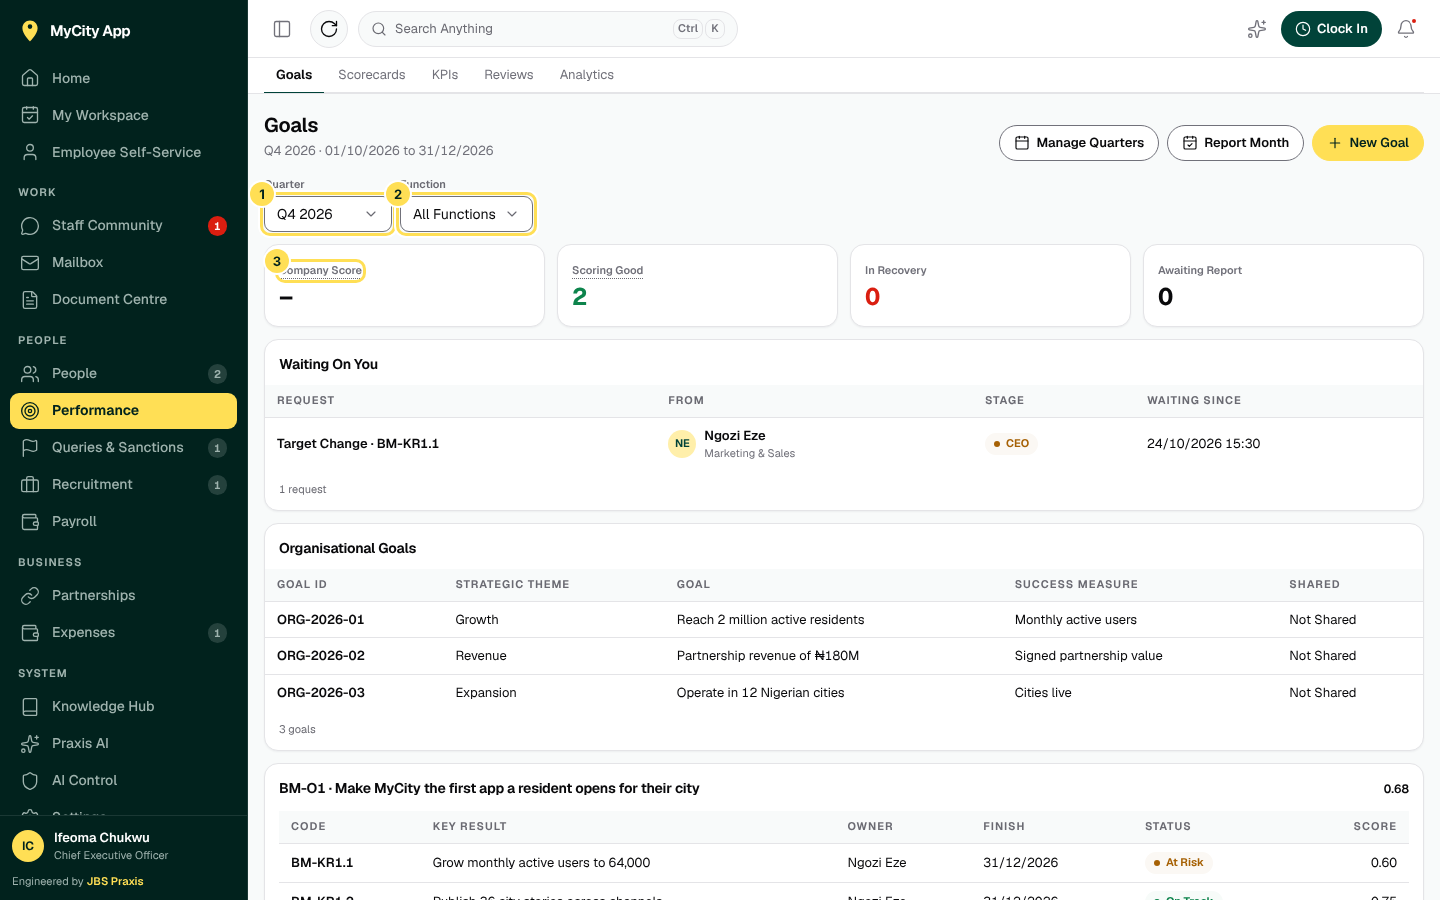 MyCity App
Home
My Workspace
Employee Self-Service
WORK
Staff Community 1
Mailbox
Document Centre
PEOPLE
People 2
Performance
Queries & Sanctions 1
Recruitment 1
Payroll
BUSINESS
Partnerships
Expenses 1
SYSTEM
Knowledge Hub
Praxis AI
AI Control
IC Ifeoma Chukwu
Chief Executive Officer
Engineered by JBS Praxis
Search Anything Ctrl K
Clock In
Goals Scorecards KPIs Reviews Analytics
Goals
Q4 2026 · 01/10/2026 to 31/12/2026
Manage Quarters Report Month New Goal
1 2
Q4 2026 All Functions
3
Company Score Scoring Good In Recovery Awaiting Report
– 2 0 0
Waiting On You
REQUEST FROM STAGE WAITING SINCE
Target Change · BM-KR1.1 NE Ngozi Eze CEO 24/10/2026 15:30
Marketing & Sales
1 request
Organisational Goals
GOAL ID STRATEGIC THEME GOAL SUCCESS MEASURE SHARED
ORG-2026-01 Growth Reach 2 million active residents Monthly active users Not Shared
ORG-2026-02 Revenue Partnership revenue of ₦180M Signed partnership value Not Shared
ORG-2026-03 Expansion Operate in 12 Nigerian cities Cities live Not Shared
3 goals
BM-O1 · Make MyCity the first app a resident opens for their city 0.68
CODE KEY RESULT OWNER FINISH STATUS SCORE
BM-KR1.1 Grow monthly active users to 64,000 Ngozi Eze 31/12/2026 At Risk 0.60